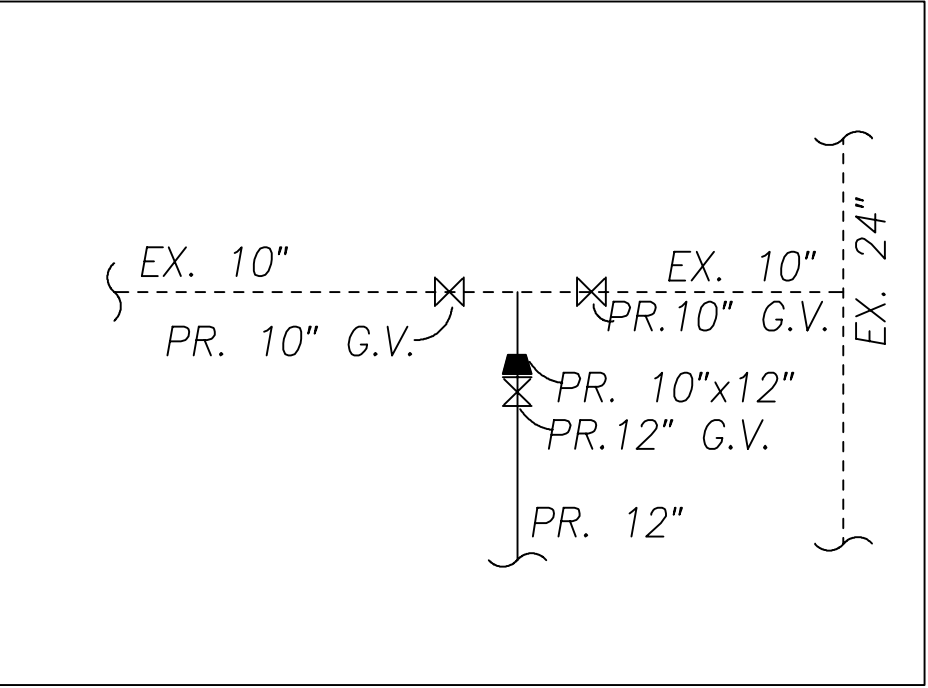 EX. 10"
EX. 10"
EX. 24"
PR. 10" G.V.
PR.10" G.V.
PR. 10"x12"
PR.12" G.V.
PR. 12"